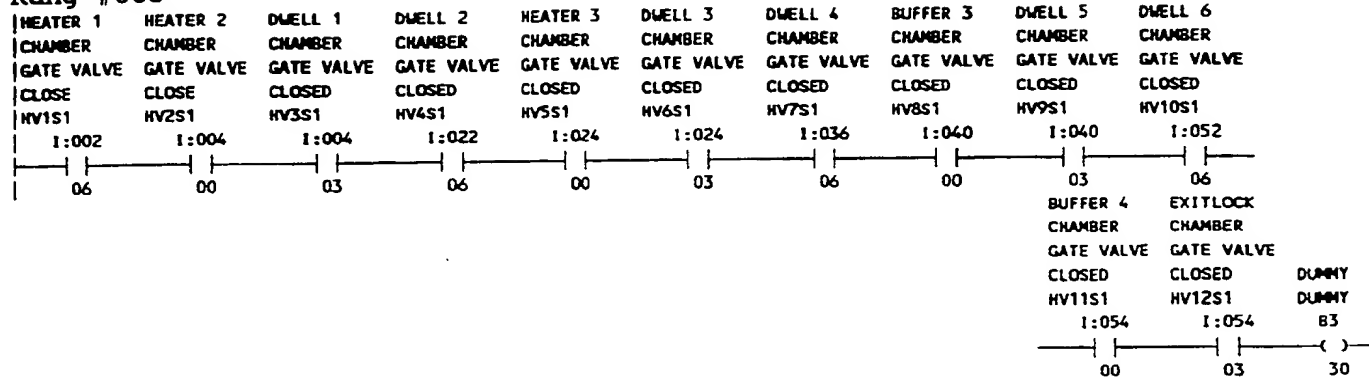 HEATER 1 HEATER 2 DWELL 1 DWELL 2 HEATER 3 DWELL 3 DWELL 4 BUFFER 3 DWELL 5 DWELL 6
CHAMBER CHAMBER CHAMBER CHAMBER CHAMBER CHAMBER CHAMBER CHAMBER CHAMBER CHAMBER
GATE VALVE GATE VALVE GATE VALVE GATE VALVE GATE VALVE GATE VALVE GATE VALVE GATE VALVE GATE VALVE GATE VALVE
CLOSE CLOSE CLOSED CLOSED CLOSED CLOSED CLOSED CLOSED CLOSED CLOSED
HV1S1 HV2S1 HV3S1 HV4S1 HV5S1 HV6S1 HV7S1 HV8S1 HV9S1 HV10S1
I:002 I:004 I:004 I:022 I:024 I:024 I:036 I:040 I:040 I:052
06 00 03 06 00 03 06 00 03 06
BUFFER 4 EXITLOCK
CHAMBER CHAMBER
GATE VALVE GATE VALVE
CLOSED CLOSED DUMMY
HV11S1 HV12S1 DUMMY
I:054 I:054 B3
00 03 30